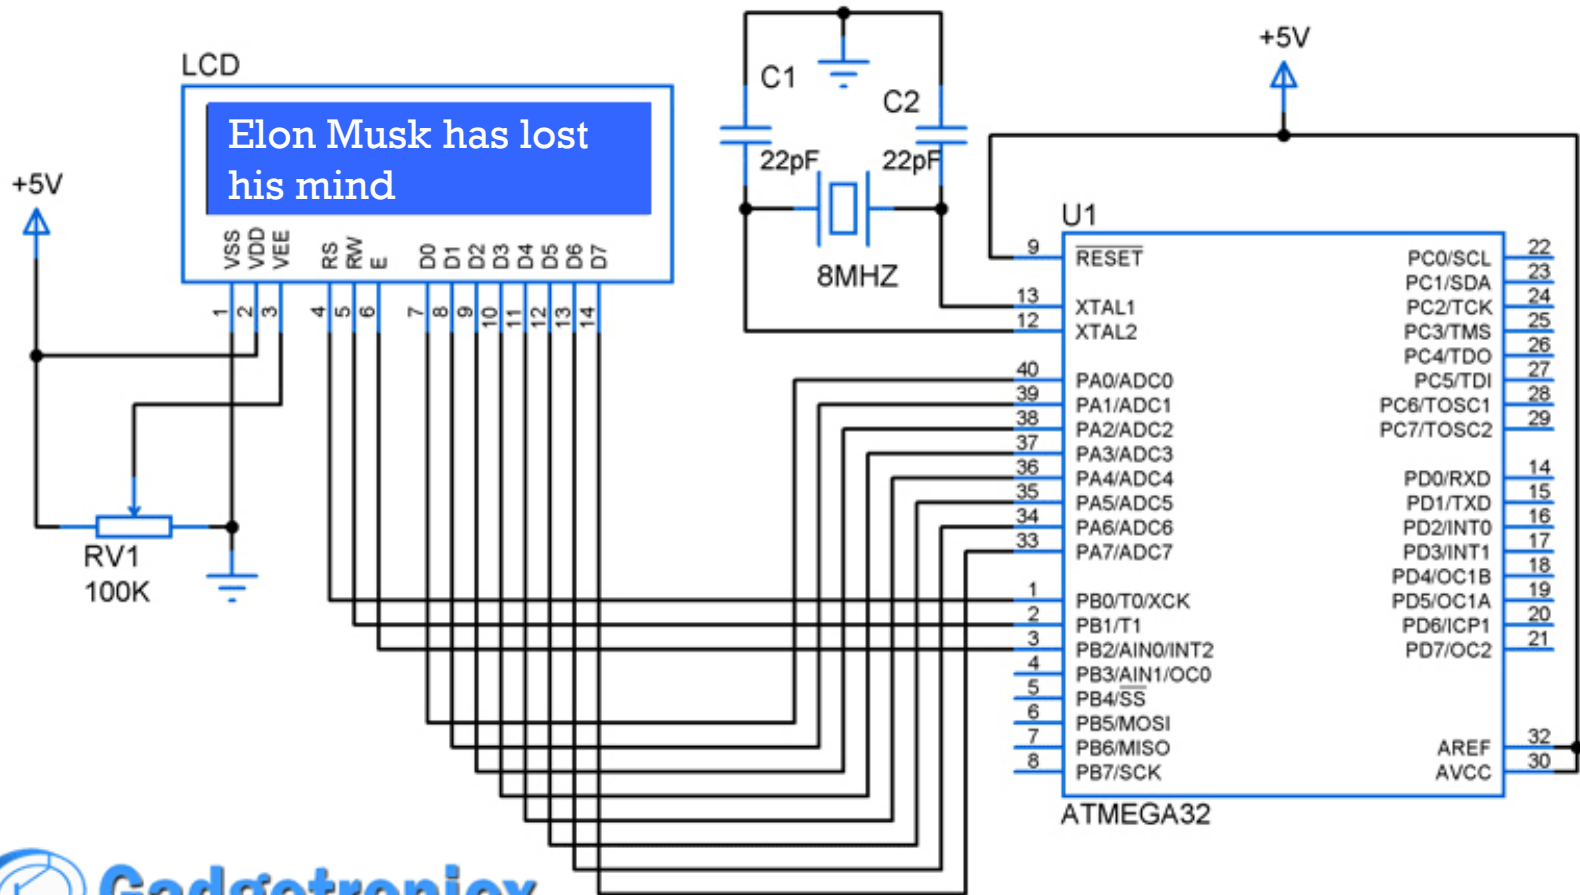 LCD
Elon Musk has lost
his mind
+5V
VSS
VDD
VEE
RS
RW
E
D0
D1
D2
D3
D4
D5
D6
D7
1
2
3
4
5
6
7
8
9
10
11
12
13
14
RV1
100K
C1
22pF
C2
22pF
8MHZ
+5V
U1
9 RESET
13 XTAL1
12 XTAL2
40 PA0/ADC0
39 PA1/ADC1
38 PA2/ADC2
37 PA3/ADC3
36 PA4/ADC4
35 PA5/ADC5
34 PA6/ADC6
33 PA7/ADC7
1 PB0/T0/XCK
2 PB1/T1
3 PB2/AIN0/INT2
4 PB3/AIN1/OC0
5 PB4/SS
6 PB5/MOSI
7 PB6/MISO
8 PB7/SCK
PC0/SCL 22
PC1/SDA 23
PC2/TCK 24
PC3/TMS 25
PC4/TDO 26
PC5/TDI 27
PC6/TOSC1 28
PC7/TOSC2 29
PD0/RXD 14
PD1/TXD 15
PD2/INT0 16
PD3/INT1 17
PD4/OC1B 18
PD5/OC1A 19
PD6/ICP1 20
PD7/OC2 21
AREF 32
AVCC 30
ATMEGA32
Gadgetronicx